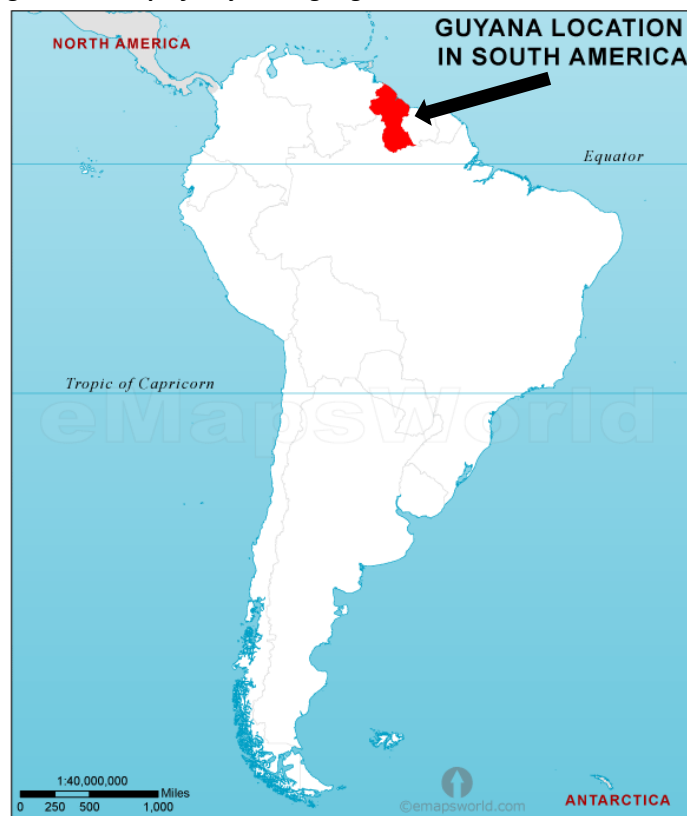 GUYANA LOCATION
IN SOUTH AMERICA
NORTH AMERICA
Equator
Tropic of Capricorn
eMapsWorld
1:40,000,000
Miles
0 250 500 1,000
©emapsworld.com
ANTARCTICA